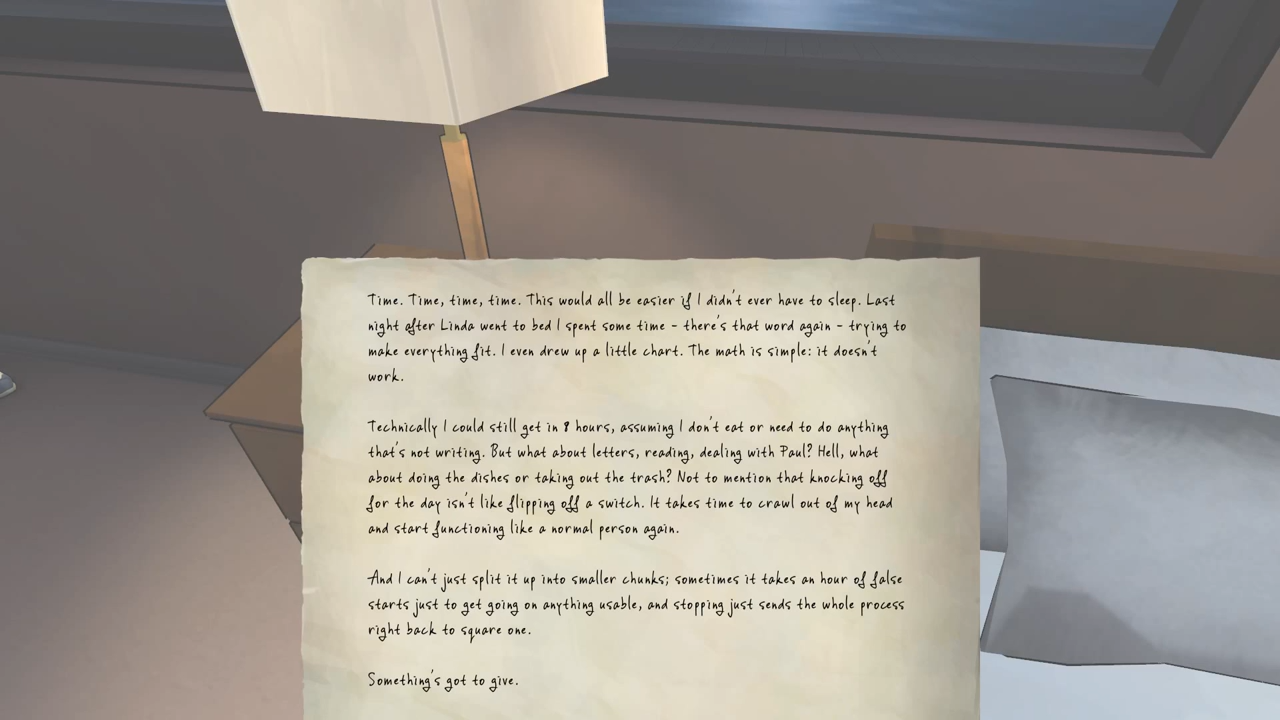 Time. Time, time, time. This would all be easier if I didn't ever have to sleep. Last
night after Linda went to bed I spent some time - there's that word again - trying to
make everything fit. I even drew up a little chart. The math is simple: it doesn't
work.
Technically I could still get in 8 hours, assuming I don't eat or need to do anything
that's not writing. But what about letters, reading, dealing with Paul? Hell, what
about doing the dishes or taking out the trash? Not to mention that knocking off
for the day isn't like flipping off a switch. It takes time to crawl out of my head
and start functioning like a normal person again.
And I can't just split it up into smaller chunks; sometimes it takes an hour of false
starts just to get going on anything usable, and stopping just sends the whole process
right back to square one.
Something's got to give.